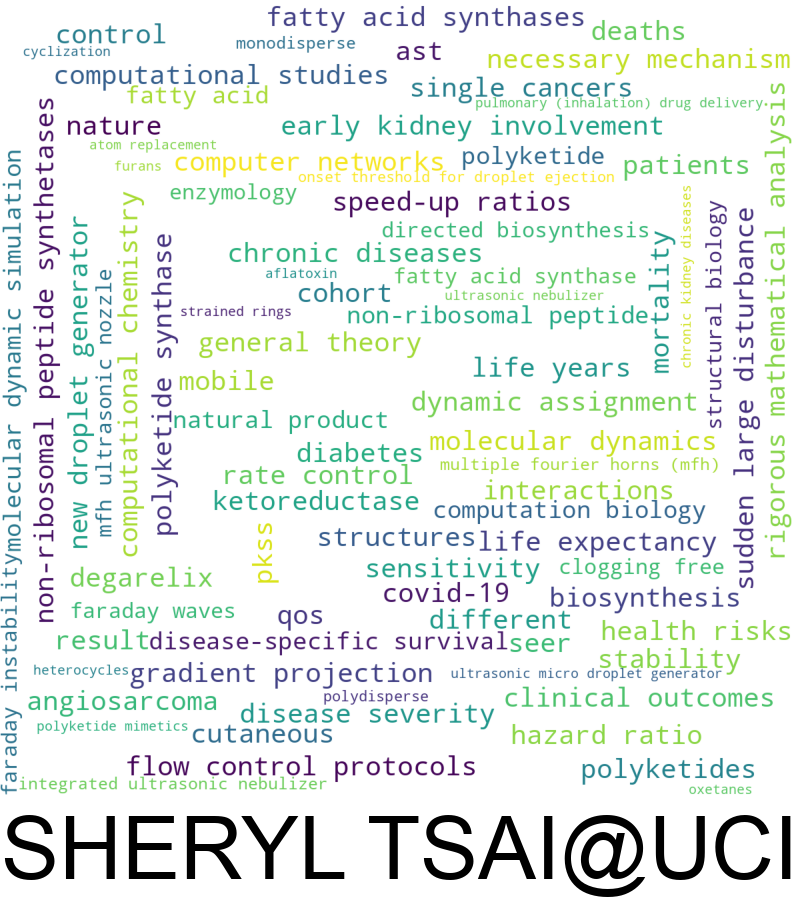 fatty acid synthases
deaths
control
monodisperse
ast
cyclization
necessary mechanism
computational studies
single cancers
fatty acid
pulmonary (inhalation) drug delivery.
nature
early kidney involvement
atom replacement
furans
computer networks
polyketide
patients
onset threshold for droplet ejection
enzymology
speed-up ratios
directed biosynthesis
chronic diseases
aflatoxin
fatty acid synthase
cohort
ultrasonic nebulizer
strained rings
non-ribosomal peptide
general theory
life years
mobile
dynamic assignment
natural product
molecular dynamics
diabetes
multiple fourier horns (mfh)
rate control
interactions
ketoreductase
computation biology
structures
life expectancy
sensitivity
clogging free
degarelix
covid-19
biosynthesis
faraday waves
qos
different
health risks
result
disease-specific survival
seer
stability
heterocycles
gradient projection
ultrasonic micro droplet generator
angiosarcoma
polydisperse
clinical outcomes
disease severity
polyketide mimetics
cutaneous
hazard ratio
flow control protocols
polyketides
integrated ultrasonic nebulizer
oxetanes
molecular dynamic simulation
faraday instability
non-ribosomal peptide synthetases
new droplet generator
mfh ultrasonic nozzle
computational chemistry
polyketide synthase
pkss
mortality
chronic kidney diseases
structural biology
sudden large disturbance
rigorous mathematical analysis
SHERYL TSAI@UCI